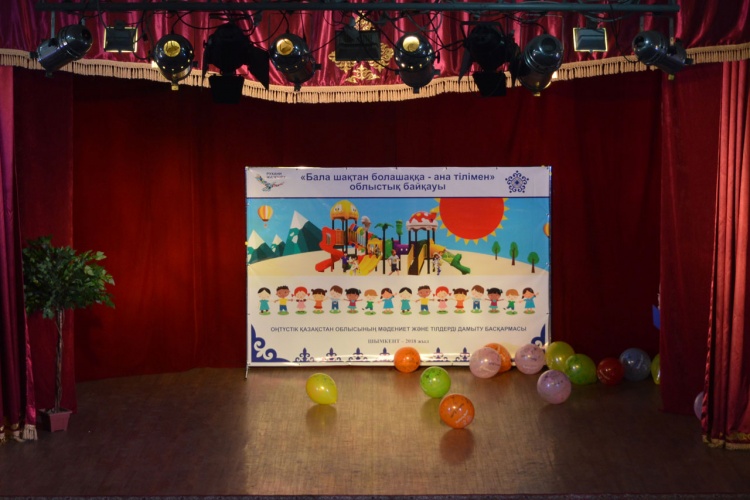 «Бала шақтан болашаққа - ана тілімен»
облыстық байқауы
ОҢТҮСТІК ҚАЗАҚСТАН ОБЛЫСЫНЫҢ МӘДЕНИЕТ ЖӘНЕ ТІЛДЕРДІ ДАМЫТУ БАСҚАРМАСЫ
ШЫМКЕНТ - 2018 жыл